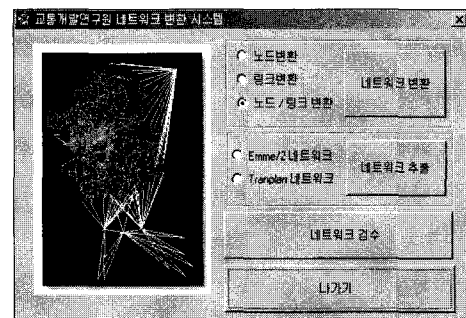 교통개발연구원 네트워크 변환 시스템
노드변환
링크변환
노드 / 링크 변환
네트워크 변환
Emme/2 네트워크
Tranplan 네트워크
네트워크 추출
네트워크 검수
나가기